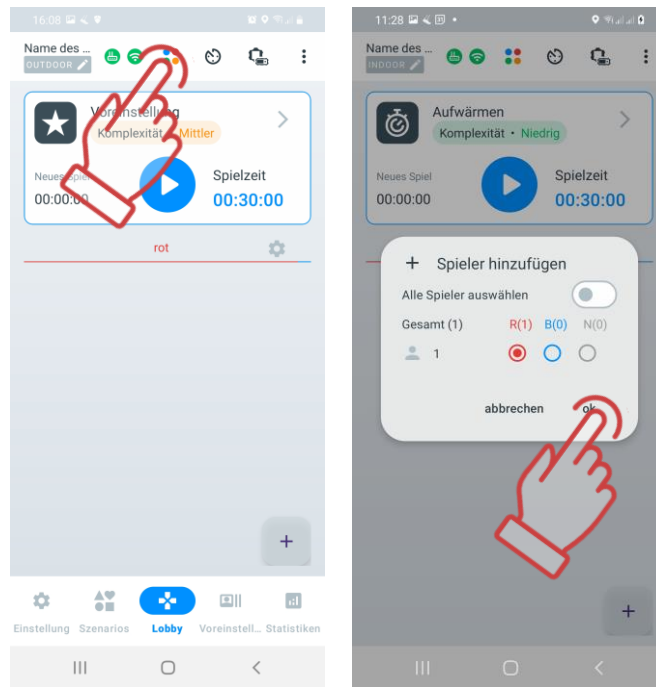 16:08
Name des ...
OUTDOOR
Voreinstellung
Komplexität • Mittler
Neues Spiel
00:00:00
Spielzeit
00:30:00
rot
+
Einstellung Szenarios Lobby Voreinstell... Statistiken
11:28
Name des ...
INDOOR
Aufwärmen
Komplexität • Niedrig
Neues Spiel
00:00:00
Spielzeit
00:30:00
+ Spieler hinzufügen
Alle Spieler auswählen
Gesamt (1) R(1) B(0) N(0)
1
abbrechen ok
+